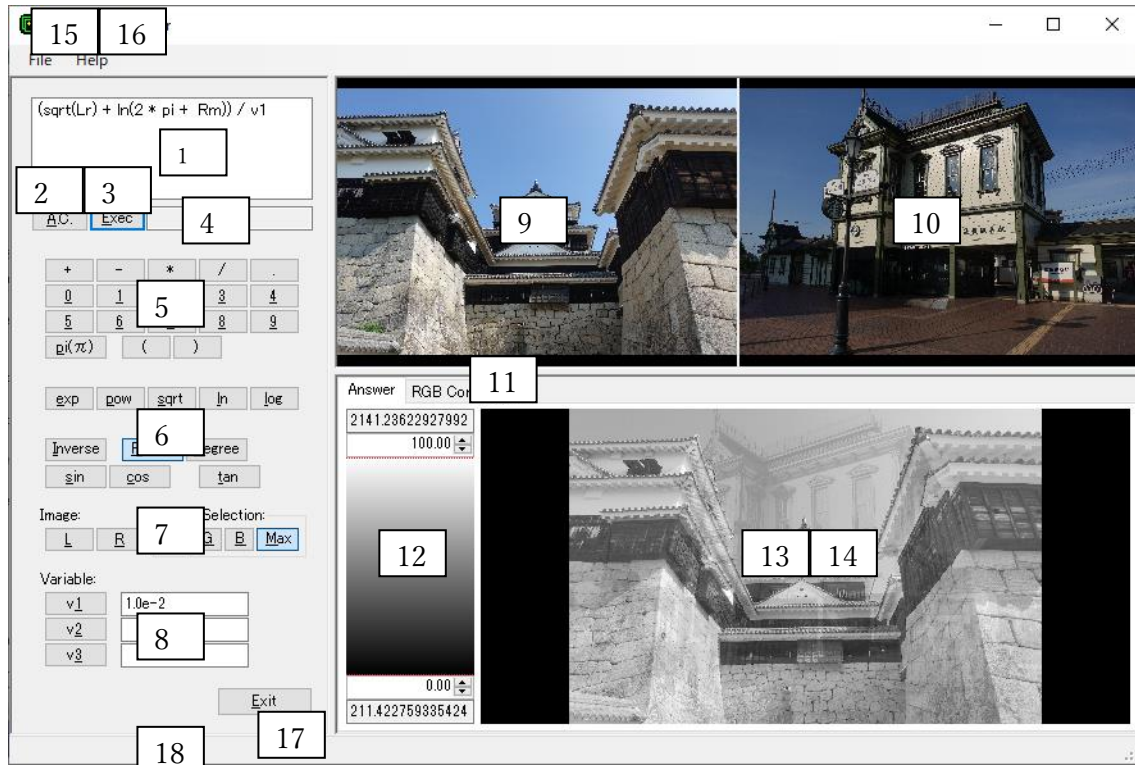 15 16 r
File Help
(sqrt(Lr) + ln(2 * pi + Rm)) / v1
1
2 3
A.C. Exec 4
+ - * / .
0 1 3 4
5
5 6 8 9
pi(π) ( )
exp pow sqrt ln log
6
Inverse egree
sin cos tan
Image: Selection:
L R 7 G B Max
Variable:
v1 1.0e-2
v2
8
v3
Exit
17
18
9
10
11
Answer RGB Cor
2141.23622927992
100.00
12
0.00
211.422759335424
13 14